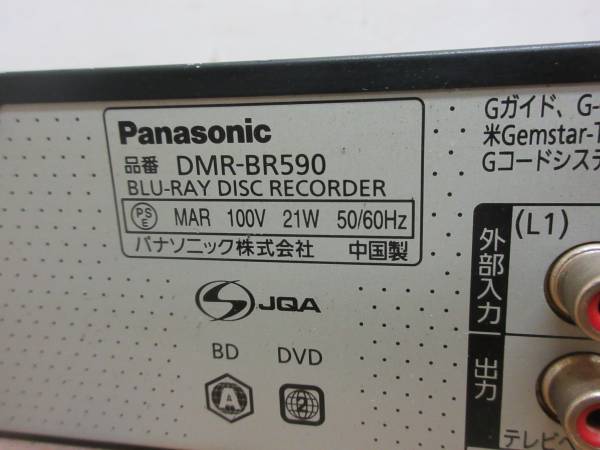 Panasonic
品番 DMR-BR590
BLU-RAY DISC RECORDER
PS E MAR 100V 21W 50/60Hz
パナソニック株式会社 中国製
JQA
BD DVD
A 2
Gガイド、G-
米Gemstar-T
Gコードシステ
(L1)
外部入力
出力
テレビへ